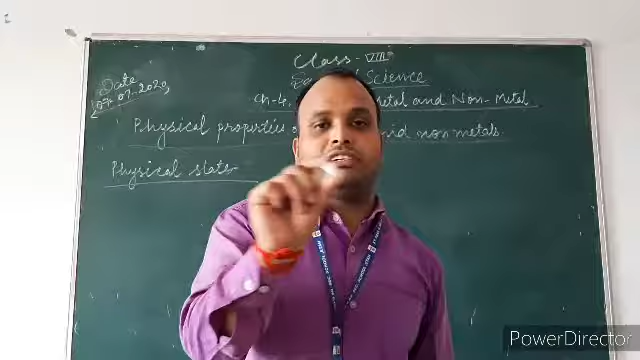 Class - VIII
Date
07.07.2020
Science
Ch-4, Metal and Non-Metal
Physical properties non metals.
Physical state
PowerDirector